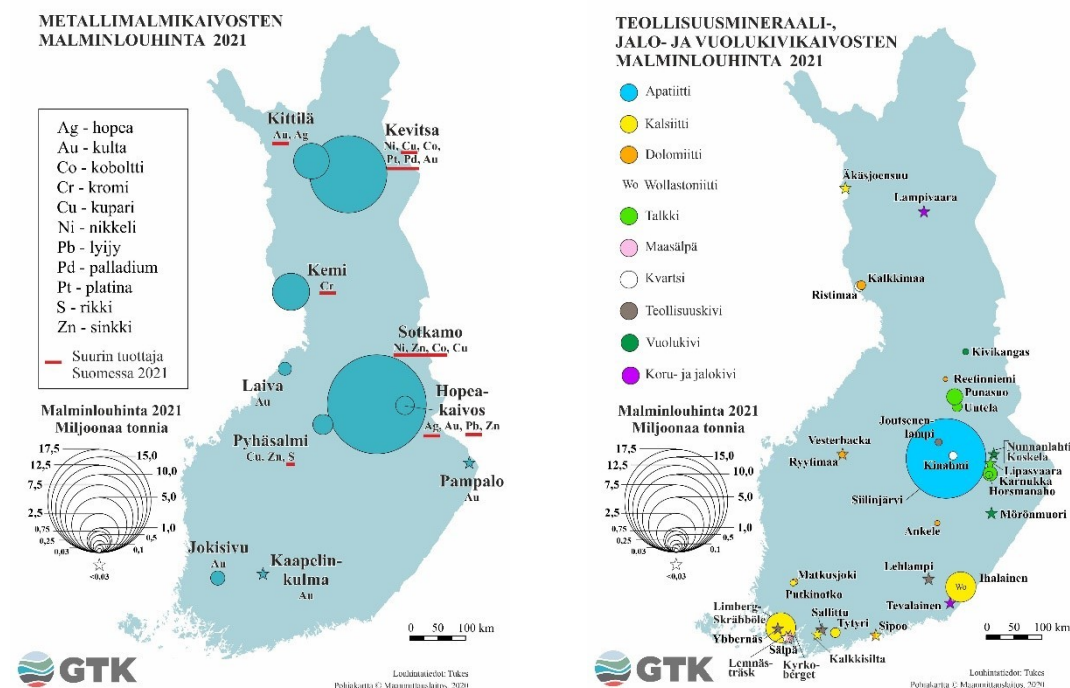 METALLIMALMIKAIVOSTEN
MALMINLOUHINTA 2021
Ag - hopea
Au - kulta
Co - koboltti
Cr - kromi
Cu - kupari
Ni - nikkeli
Pb - lyijy
Pd - palladium
Pt - platina
S - rikki
Zn - sinkki
Suurin tuottaja
Suomessa 2021
Malminlouhinta 2021
Miljoonaa tonnia
17,5
15,0
12,5
10,0
7,5
5,0
2,5
1,0
0,75
0,5
0,25
0,1
0,03
<0,03
Kittilä
Au, Ag
Kevitsa
Ni, Cu, Co,
Pt, Pd, Au
Kemi
Cr
Sotkamo
Ni, Zn, Co, Cu
Laiva
Au
Hopea-
kaivos
Ag, Au, Pb, Zn
Pyhäsalmi
Cu, Zn, S
Pampalo
Au
Jokisivu
Au
Kaapelin-
kulma
Au
0 50 100 km
GTK
Louhintatiedot: Tukes
Pohjakartta © Maanmittauslaitos, 2020
TEOLLISUUSMINERAALI-,
JALO- JA VUOLUKIVIKAIVOSTEN
MALMINLOUHINTA 2021
Apatiitti
Kalsiitti
Dolomiitti
Wo Wollastoniitti
Talkki
Maasälpä
Kvartsi
Teollisuuskivi
Vuolukivi
Koru- ja jalokivi
Malminlouhinta 2021
Miljoonaa tonnia
17,5
15,0
12,5
10,0
7,5
5,0
2,5
1,0
0,75
0,5
0,25
0,1
0,03
<0,03
Äkäsjoensuu
Lampivaara
Kalkkimaa
Ristimaa
Kivikangas
Reetinniemi
Punasuo
Uutela
Joutsenen-
lampi
Vesterbacka
Ryytimaa
Kinahmi
Nunnanlahti
Koskela
Lipasvaara
Karnukka
Horsmanaho
Siilinjärvi
Mörönmuori
Ankele
Lehlampi
Ihalainen
Wo
Matkusjoki
Putkinotko
Tevalainen
Limberg-
Skräbböle
Sallittu
Tytyri
Sipoo
Ybbernäs
Sälpä
Kyrko-
berget
Kalkkisilta
Lemnäs-
träsk
0 50 100 km
GTK
Louhintatiedot: Tukes
Pohjakartta © Maanmittauslaitos, 2020